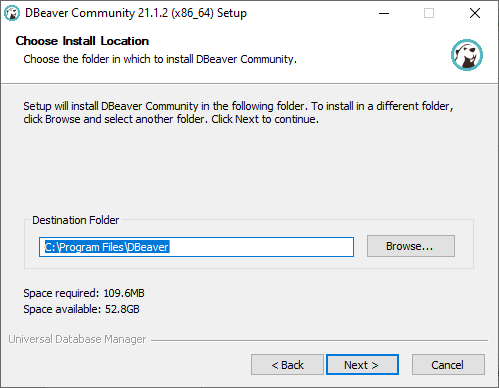 DBeaver Community 21.1.2 (x86_64) Setup
Choose Install Location
Choose the folder in which to install DBeaver Community.
Setup will install DBeaver Community in the following folder. To install in a different folder,
click Browse and select another folder. Click Next to continue.
Destination Folder
C:\Program Files\DBeaver
Browse...
Space required: 109.6MB
Space available: 52.8GB
Universal Database Manager
< Back
Next >
Cancel